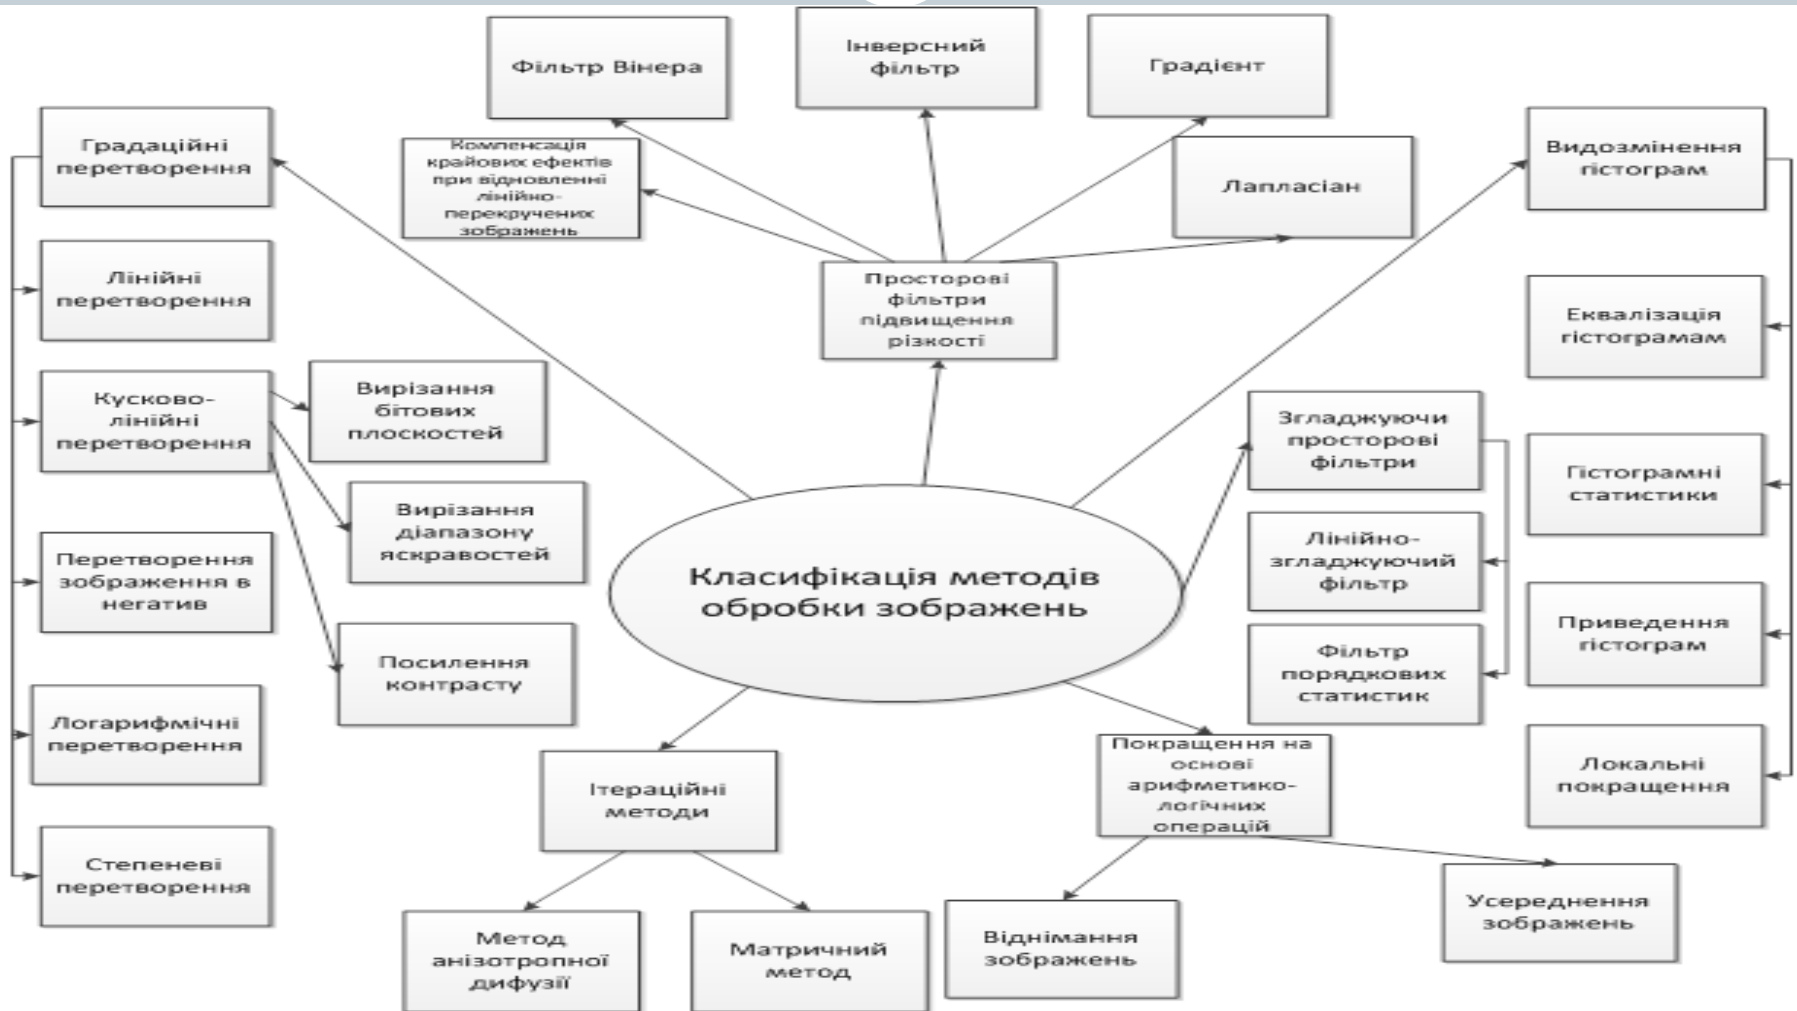 Фільтр Вінера
Інверсний
фільтр
Градієнт
Градаційні
перетворення
Компенсація
крайових ефектів
при відновленні
лінійно-
перекручених
зображень
Лапласіан
Видозмінення
гістограм
Лінійні
перетворення
Просторові
фільтри
підвищення
різкості
Еквалізація
гістограмам
Кусково-
лінійні
перетворення
Вирізання
бітових
плоскостей
Згладжуючи
просторові
фільтри
Гістограмні
статистики
Вирізання
діапазону
яскравостей
Лінійно-
згладжуючий
фільтр
Перетворення
зображення в
негатив
Класифікація методів
обробки зображень
Приведення
гістограм
Посилення
контрасту
Фільтр
порядкових
статистик
Логарифмічні
перетворення
Ітераційні
методи
Покращення на
основі
арифметико-
логічних
операцій
Локальні
покращення
Степеневі
перетворення
Метод
анізотропної
дифузії
Матричний
метод
Віднімання
зображень
Усереднення
зображень